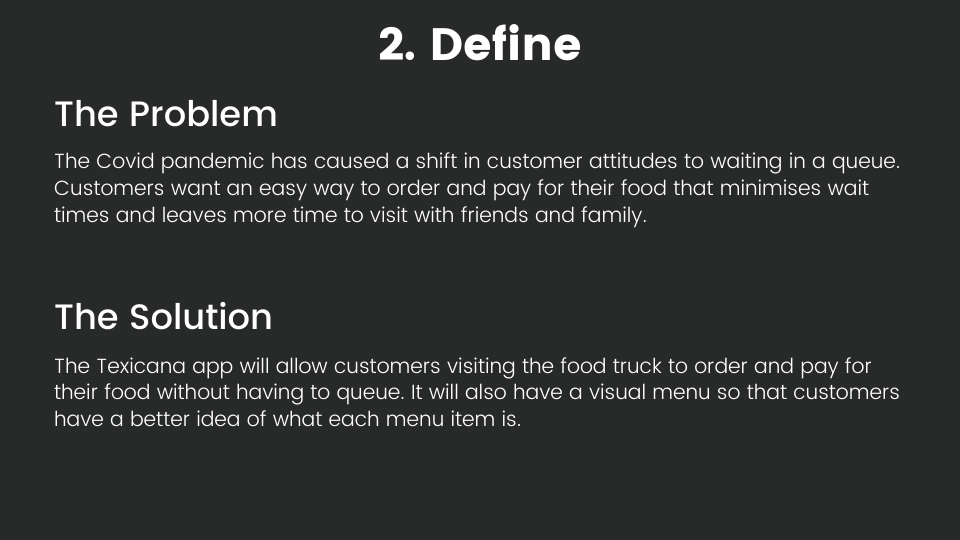 2. Define
The Problem
The Covid pandemic has caused a shift in customer attitudes to waiting in a queue.
Customers want an easy way to order and pay for their food that minimises wait
times and leaves more time to visit with friends and family.
The Solution
The Texicana app will allow customers visiting the food truck to order and pay for
their food without having to queue. It will also have a visual menu so that customers
have a better idea of what each menu item is.